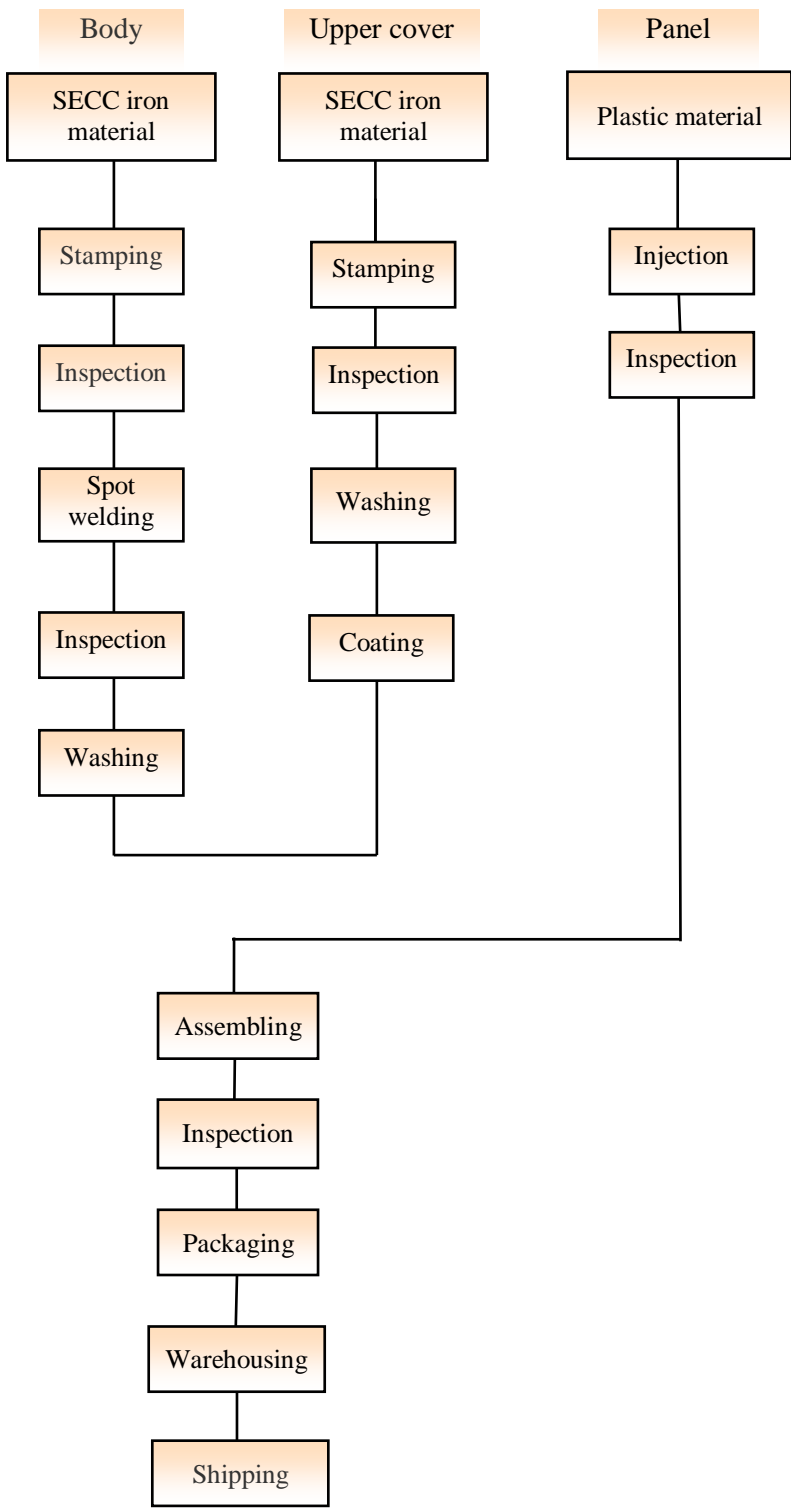 Body
SECC iron
material
Stamping
Inspection
Spot
welding
Inspection
Washing
Upper cover
SECC iron
material
Stamping
Inspection
Washing
Coating
Panel
Plastic material
Injection
Inspection
Assembling
Inspection
Packaging
Warehousing
Shipping